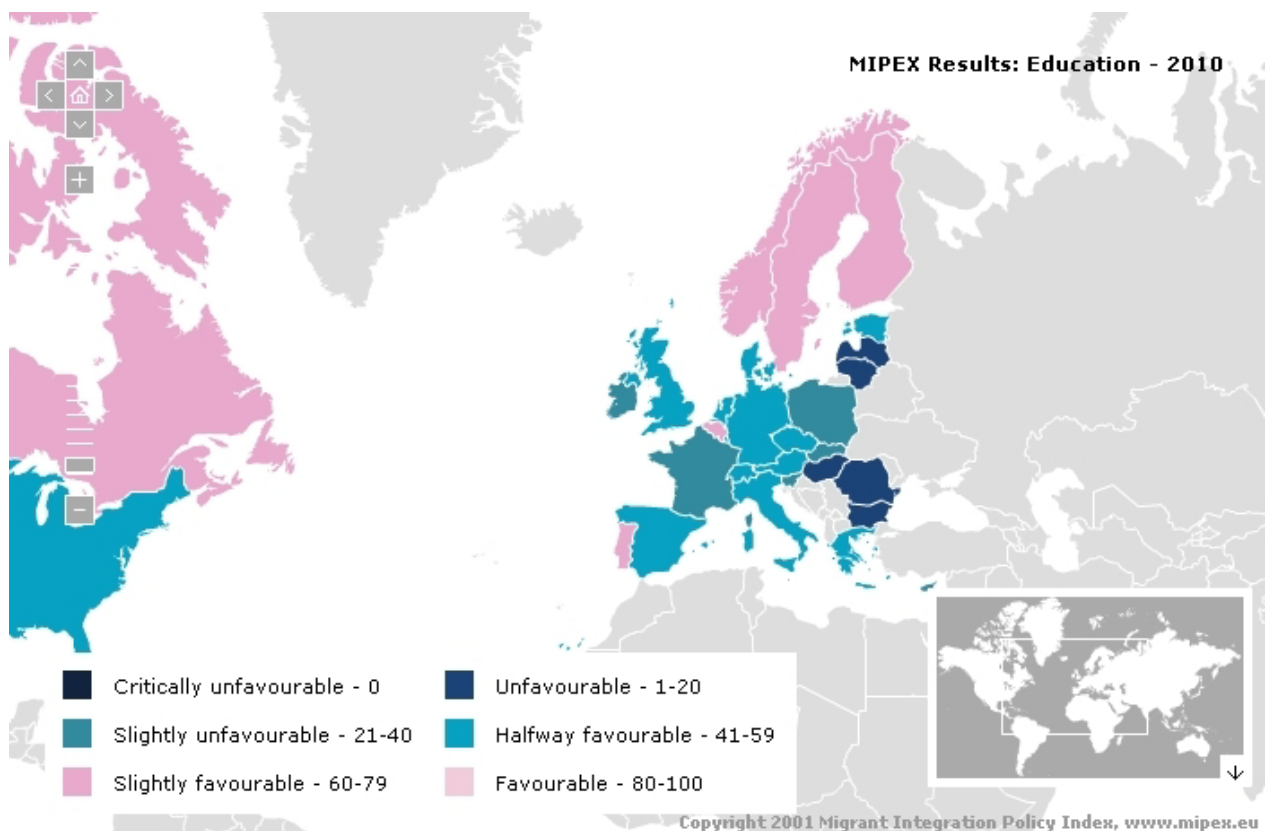 MIPEX Results: Education - 2010
Critically unfavourable - 0
Unfavourable - 1-20
Slightly unfavourable - 21-40
Halfway favourable - 41-59
Slightly favourable - 60-79
Favourable - 80-100
Copyright 2001 Migrant Integration Policy Index, www.mipex.eu